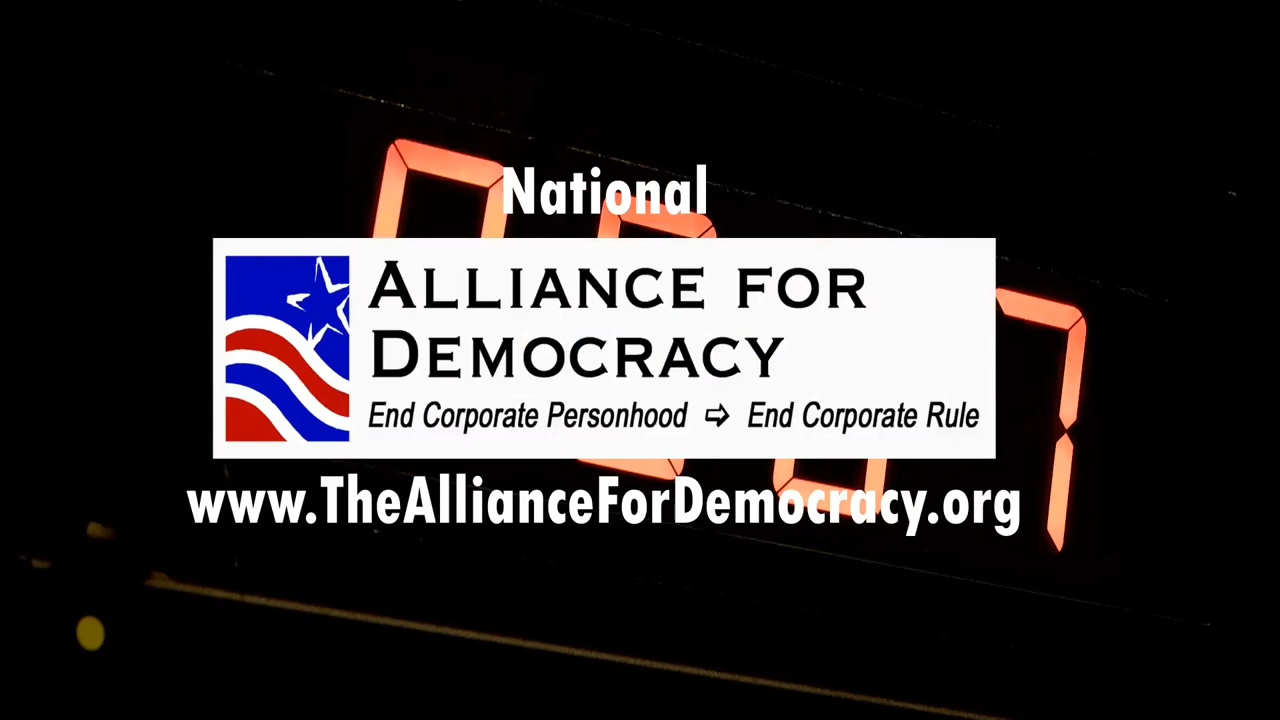 National
ALLIANCE FOR
DEMOCRACY
End Corporate Personhood ⇨ End Corporate Rule
www.TheAllianceForDemocracy.org